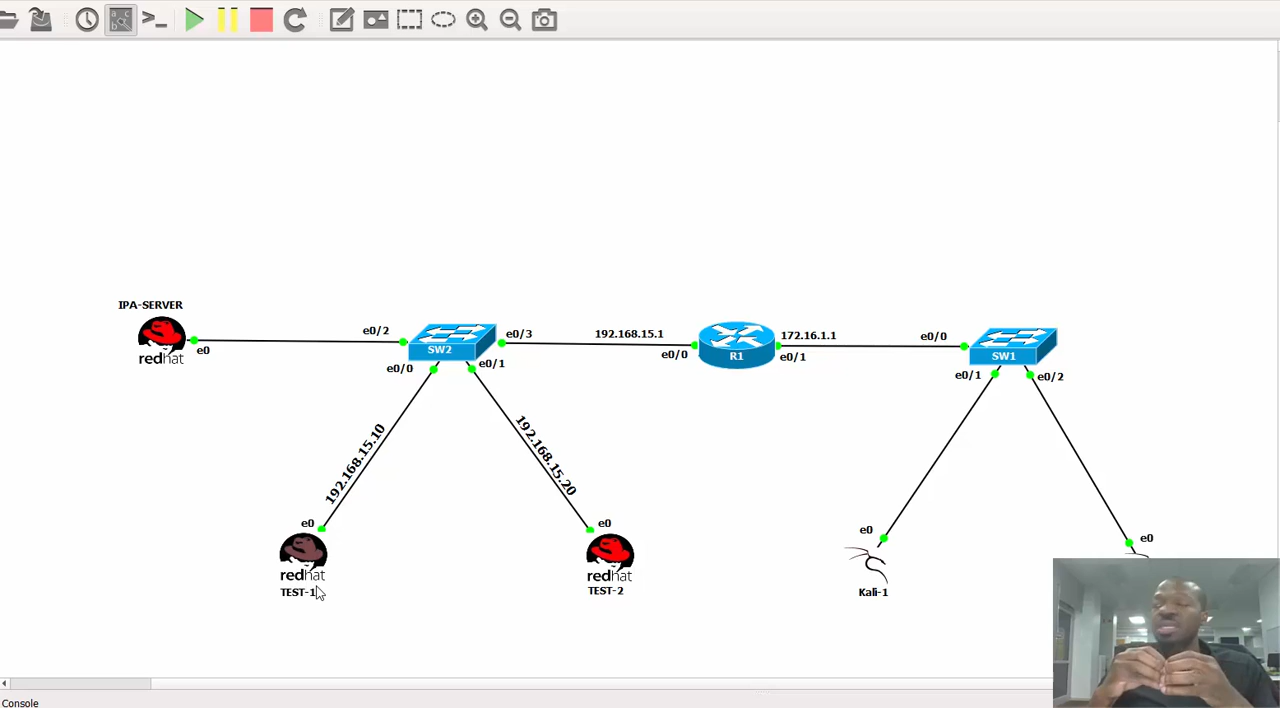 IPA-SERVER
redhat
e0
e0/2
SW2
e0/3
e0/0
e0/1
192.168.15.1
e0/0
R1
172.16.1.1
e0/1
e0/0
SW1
e0/1
e0/2
192.168.15.10
192.168.15.20
e0
redhat
TEST-1
e0
redhat
TEST-2
e0
Kali-1
e0
Console